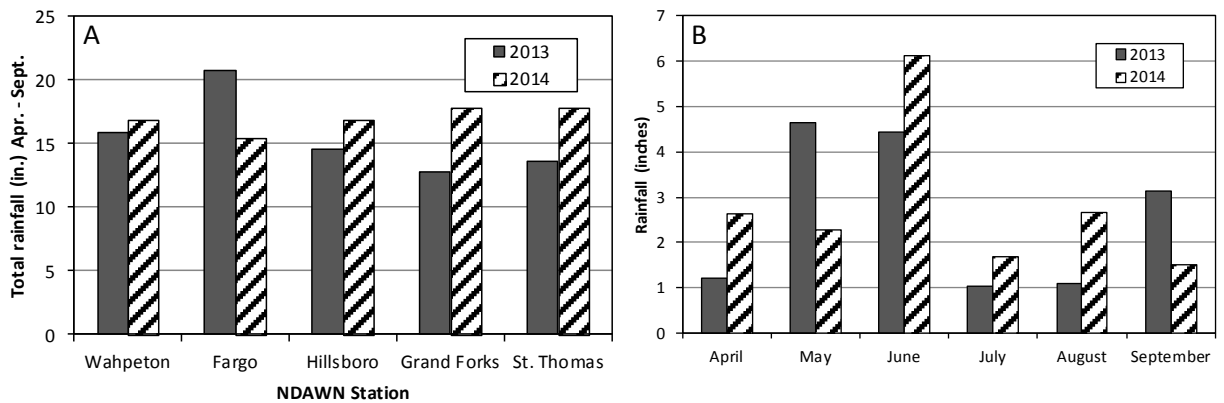 A
Total rainfall (in.) Apr. - Sept.
25
20
15
10
5
0
2013
2014
Wahpeton Fargo Hillsboro Grand Forks St. Thomas
NDAWN Station
B
Rainfall (inches)
7
6
5
4
3
2
1
0
2013
2014
April May June July August September